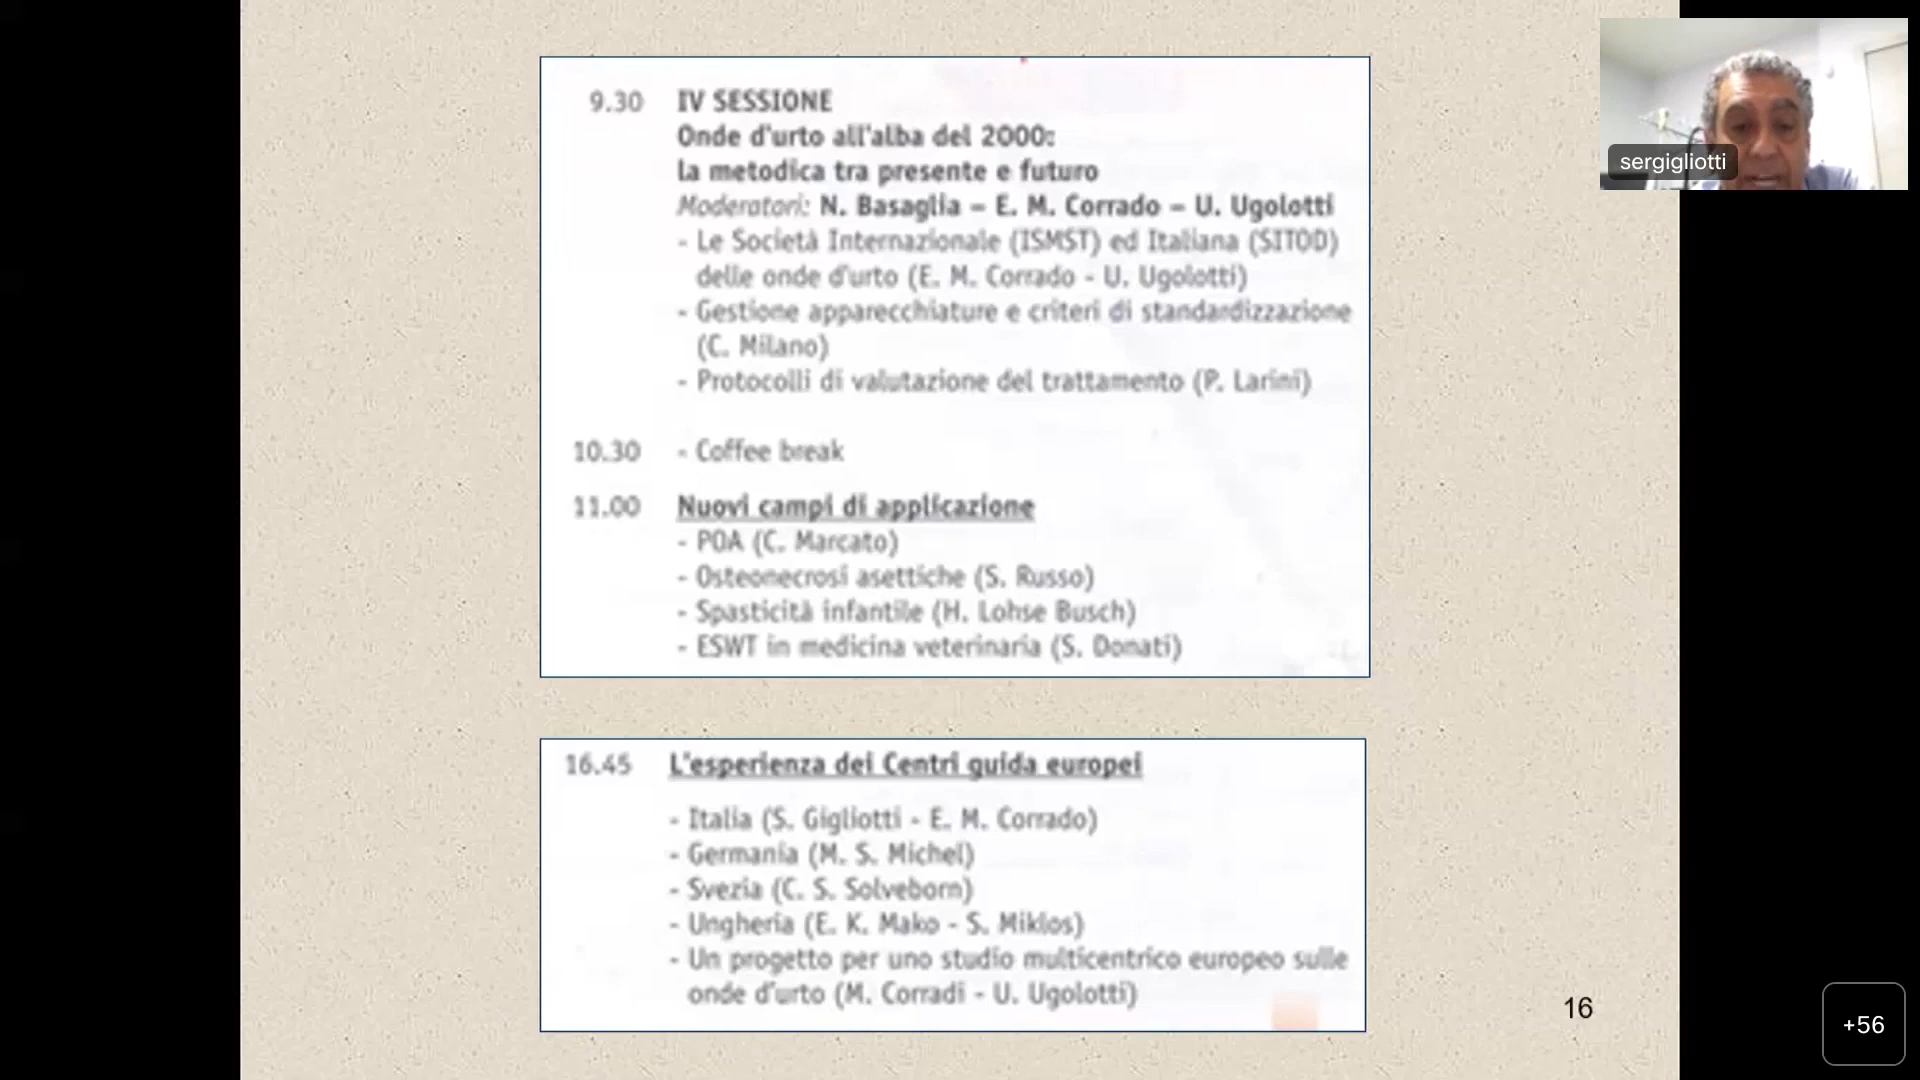 9.30 IV SESSIONE
Onde d'urto all'alba del 2000:
la metodica tra presente e futuro
Moderatori: N. Basaglia – E. M. Corrado – U. Ugolotti
- Le Società Internazionale (ISMST) ed Italiana (SITOD)
delle onde d'urto (E. M. Corrado - U. Ugolotti)
- Gestione apparecchiature e criteri di standardizzazione
(C. Milano)
- Protocolli di valutazione del trattamento (P. Larini)
10.30 - Coffee break
11.00 Nuovi campi di applicazione
- POA (C. Marcato)
- Osteonecrosi asettiche (S. Russo)
- Spasticità infantile (H. Lohse Busch)
- ESWT in medicina veterinaria (S. Donati)
16.45 L'esperienza dei Centri guida europei
- Italia (S. Gigliotti - E. M. Corrado)
- Germania (M. S. Michel)
- Svezia (C. S. Solveborn)
- Ungheria (E. K. Mako - S. Miklos)
- Un progetto per uno studio multicentrico europeo sulle
onde d'urto (M. Corradi - U. Ugolotti)
16
sergigliotti
+56